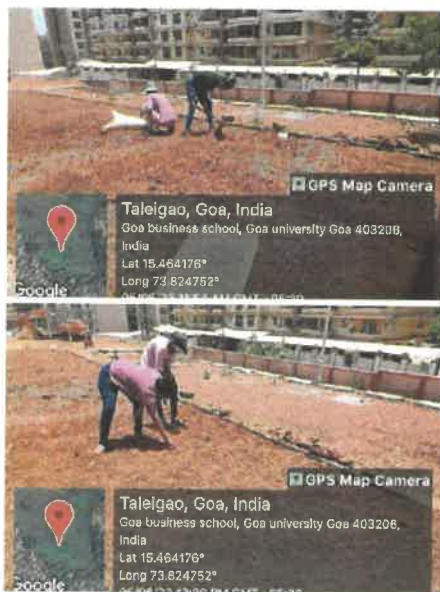 GPS Map Camera
Taleigao, Goa, India
Goa business school, Goa university Goa 403206,
India
Lat 15.464176°
Long 73.824752°
Google
GPS Map Camera
Taleigao, Goa, India
Goa business school, Goa university Goa 403206,
India
Lat 15.464176°
Long 73.824752°
Google